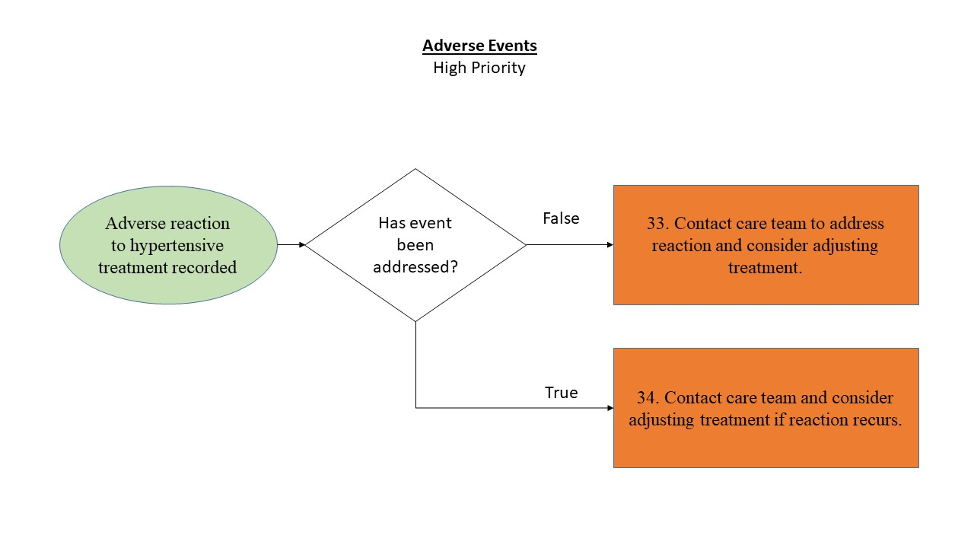 Adverse Events
High Priority
Adverse reaction
to hypertensive
treatment recorded
Has event
been
addressed?
False
33. Contact care team to address
reaction and consider adjusting
treatment.
True
34. Contact care team and consider
adjusting treatment if reaction recurs.